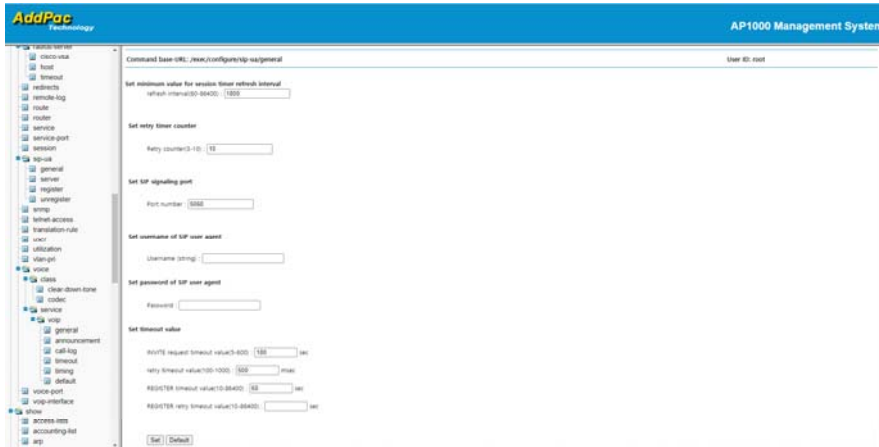 AddPac
Technology
AP1000 Management System
radius-server
cisco-vsa
host
timeout
redirects
remote-log
route
router
service
service-port
session
sip-ua
general
server
register
unregister
snmp
telnet-access
translation-rule
user
utilization
vlan-pri
voice
class
clear-down-tone
codec
service
voip
general
announcement
call-log
timeout
timing
default
voice-port
voip-interface
show
access-lists
accounting-list
arp
Command base-URL: /exec/configure/sip-ua/general
User ID: root
Set minimum value for session timer refresh interval
refresh interval(60-86400) : 1800
Set retry timer counter
Retry counter(3-10) : 10
Set SIP signaling port
Port number : 5060
Set username of SIP user agent
Username (string) :
Set password of SIP user agent
Password :
Set timeout value
INVITE request timeout value(5-600) : 180 sec
retry timeout value(100-1000) : 500 msec
REGISTER timeout value(10-86400) : 60 sec
REGISTER retry timeout value(10-86400) : sec
Set Default